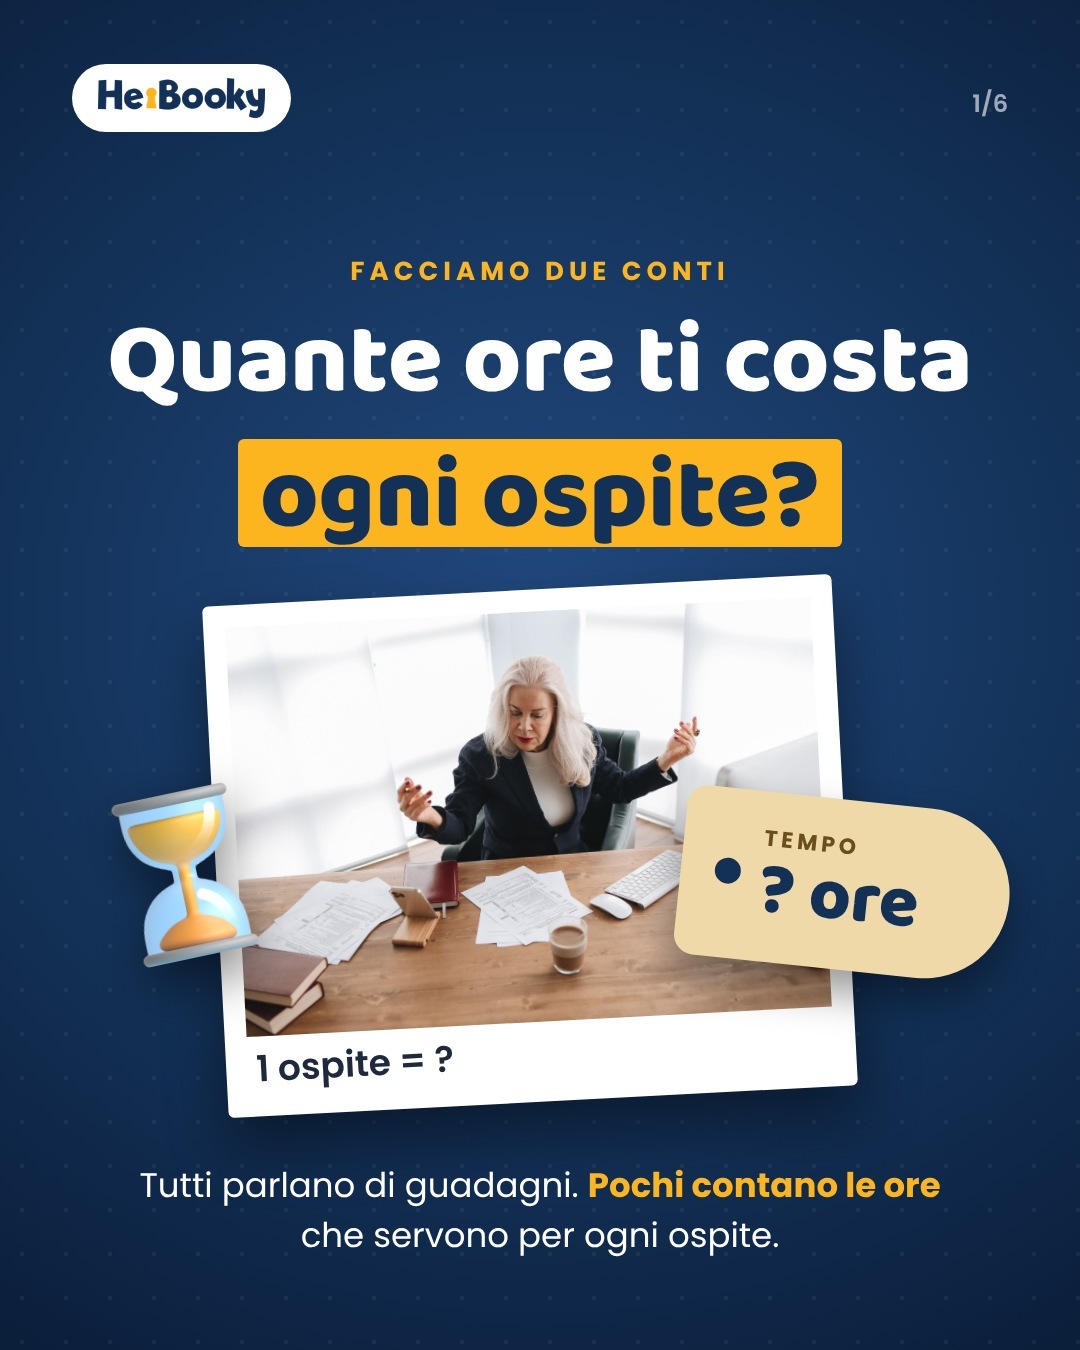 HeiBooky
1/6
FACCIAMO DUE CONTI
Quante ore ti costa
ogni ospite?
TEMPO
? ore
1 ospite = ?
Tutti parlano di guadagni. Pochi contano le ore
che servono per ogni ospite.